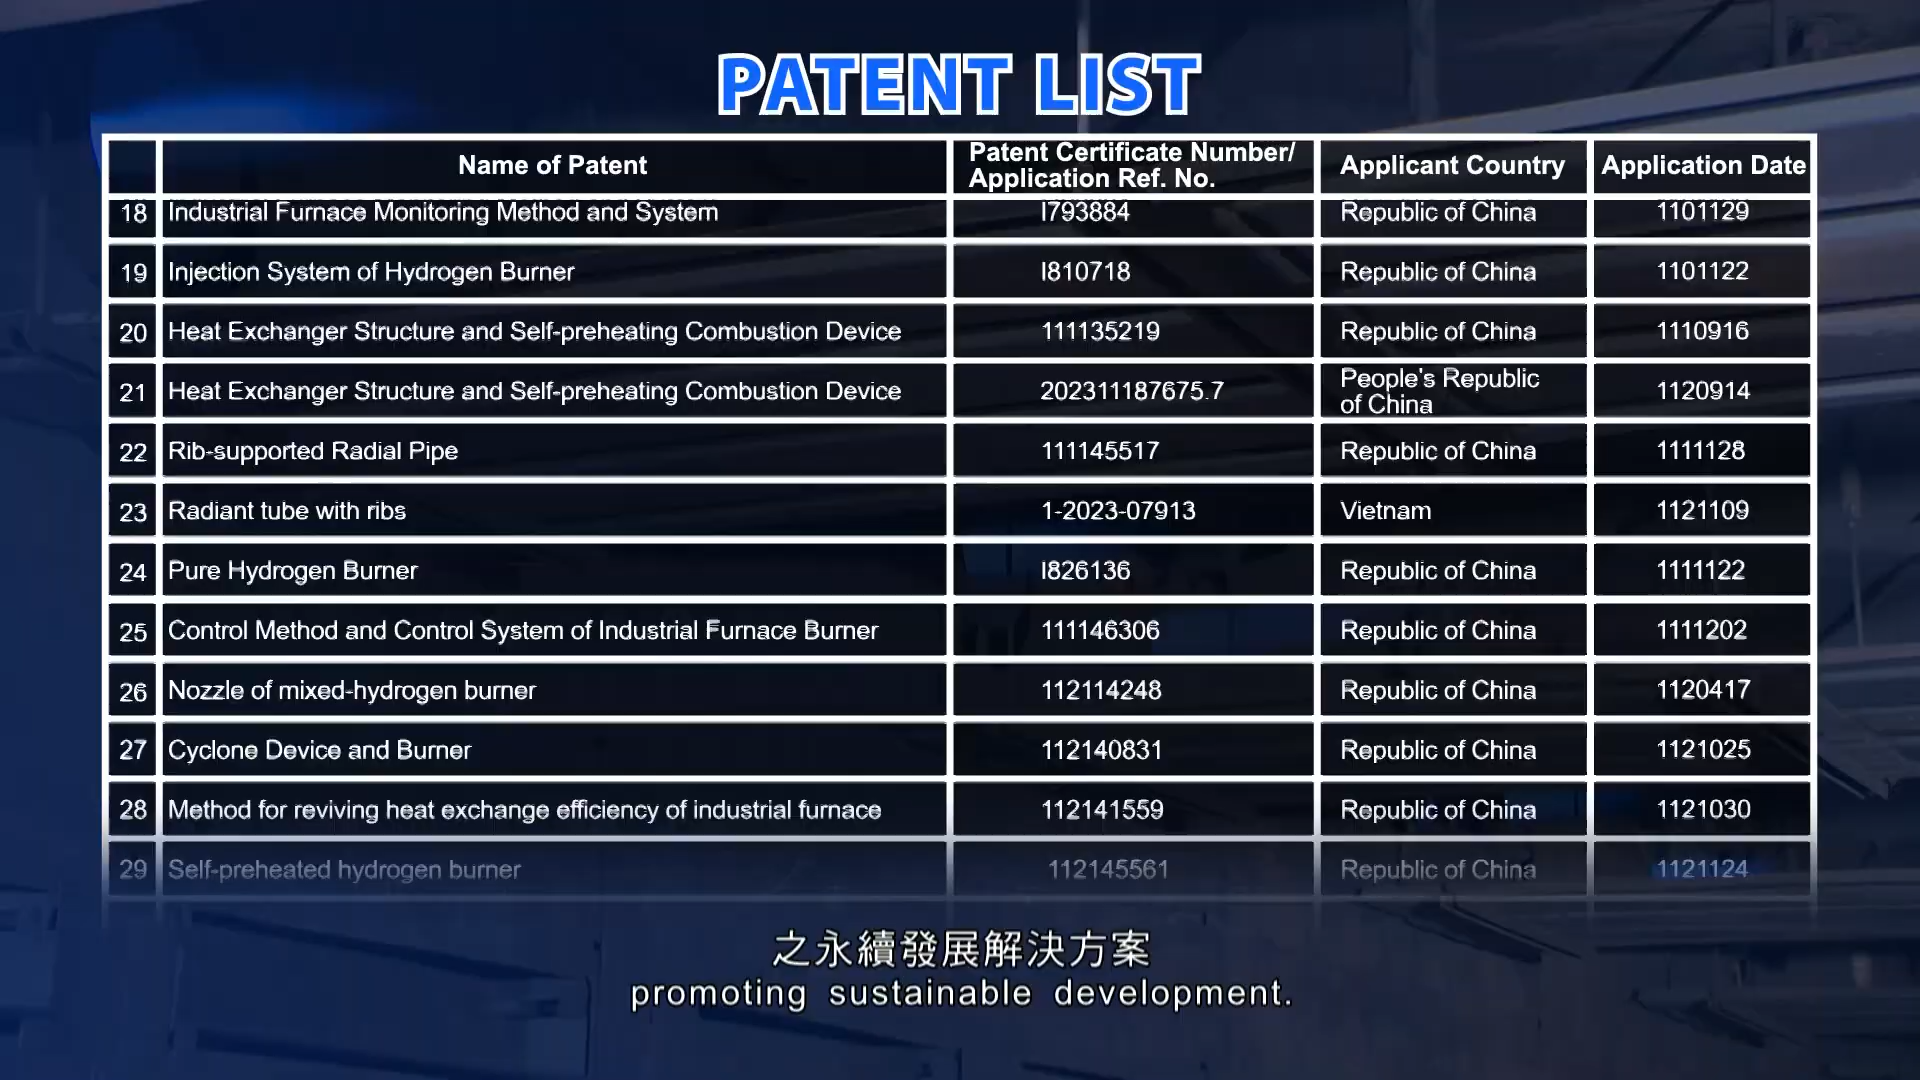 PATENT LIST
Name of Patent
Patent Certificate Number/
Application Ref. No.
Applicant Country
Application Date
18 Industrial Furnace Monitoring Method and System I793884 Republic of China 1101129
19 Injection System of Hydrogen Burner I810718 Republic of China 1101122
20 Heat Exchanger Structure and Self-preheating Combustion Device 111135219 Republic of China 1110916
21 Heat Exchanger Structure and Self-preheating Combustion Device 202311187675.7 People's Republic
of China 1120914
22 Rib-supported Radial Pipe 111145517 Republic of China 1111128
23 Radiant tube with ribs 1-2023-07913 Vietnam 1121109
24 Pure Hydrogen Burner I826136 Republic of China 1111122
25 Control Method and Control System of Industrial Furnace Burner 111146306 Republic of China 1111202
26 Nozzle of mixed-hydrogen burner 112114248 Republic of China 1120417
27 Cyclone Device and Burner 112140831 Republic of China 1121025
28 Method for reviving heat exchange efficiency of industrial furnace 112141559 Republic of China 1121030
29 Self-preheated hydrogen burner 112145561 Republic of China 1121124
之永續發展解決方案
promoting sustainable development.